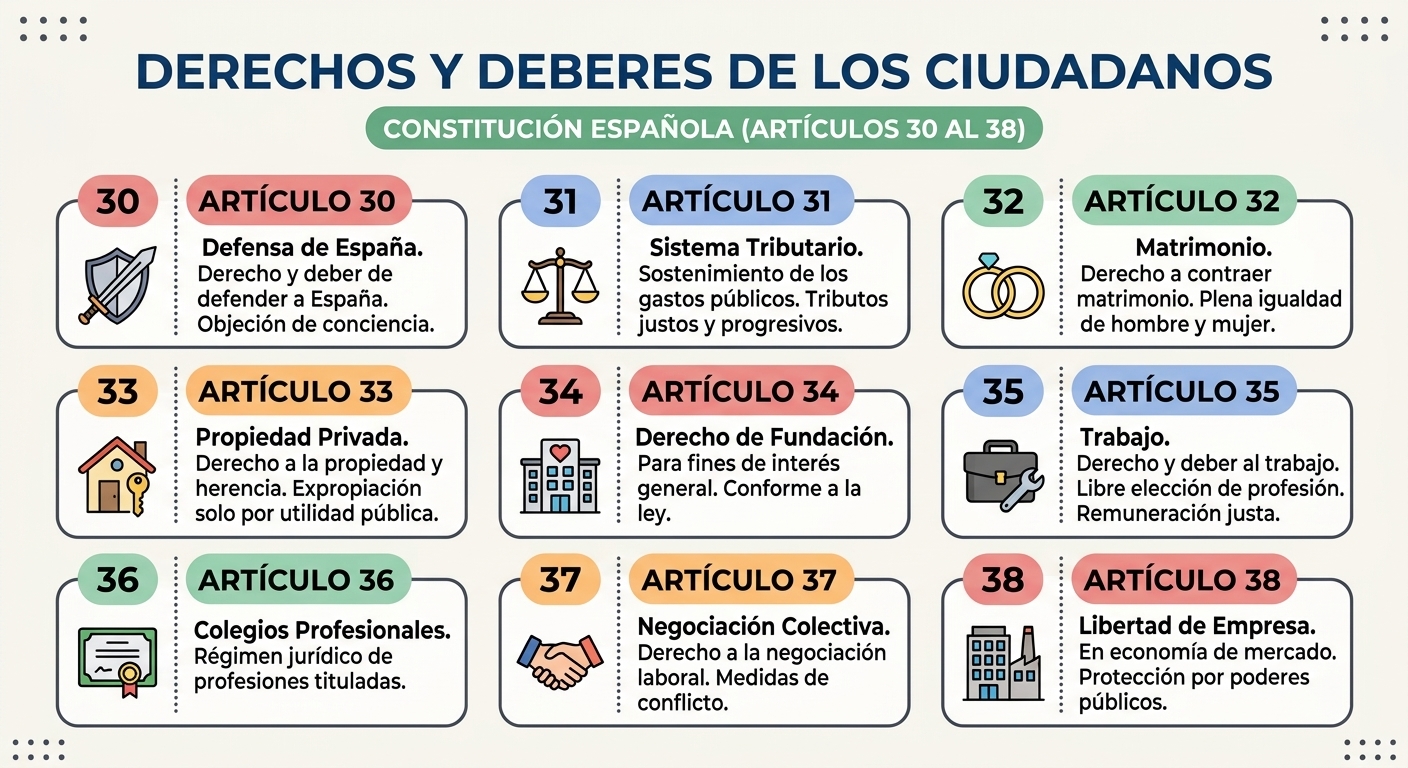 DERECHOS Y DEBERES DE LOS CIUDADANOS
CONSTITUCIÓN ESPAÑOLA (ARTÍCULOS 30 AL 38)
30
ARTÍCULO 30
Defensa de España.
Derecho y deber de
defender a España.
Objeción de conciencia.
31
ARTÍCULO 31
Sistema Tributario.
Sostenimiento de los
gastos públicos. Tributos
justos y progresivos.
32
ARTÍCULO 32
Matrimonio.
Derecho a contraer
matrimonio. Plena igualdad
de hombre y mujer.
33
ARTÍCULO 33
Propiedad Privada.
Derecho a la propiedad y
herencia. Expropiación
solo por utilidad pública.
34
ARTÍCULO 34
Derecho de Fundación.
Para fines de interés
general. Conforme a la
ley.
35
ARTÍCULO 35
Trabajo.
Derecho y deber al trabajo.
Libre elección de profesión.
Remuneración justa.
36
ARTÍCULO 36
Colegios Profesionales.
Régimen jurídico de
profesiones tituladas.
37
ARTÍCULO 37
Negociación Colectiva.
Derecho a la negociación
laboral. Medidas de
conflicto.
38
ARTÍCULO 38
Libertad de Empresa.
En economía de mercado.
Protección por poderes
públicos.